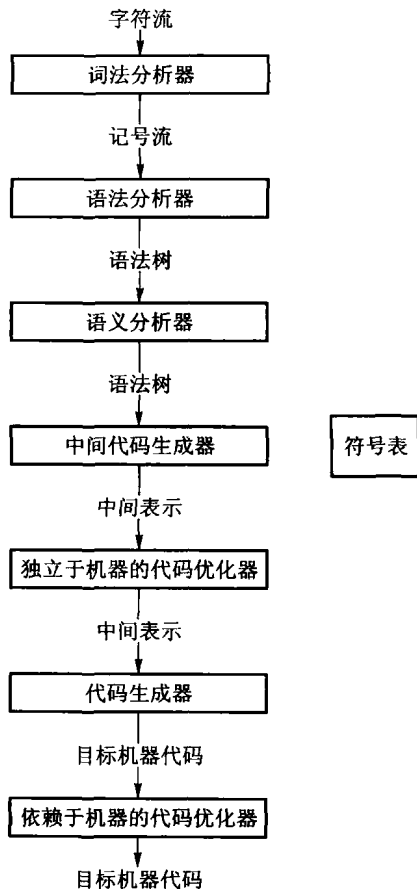 字符流
词法分析器
记号流
语法分析器
语法树
语义分析器
语法树
中间代码生成器
符号表
中间表示
独立于机器的代码优化器
中间表示
代码生成器
目标机器代码
依赖于机器的代码优化器
目标机器代码